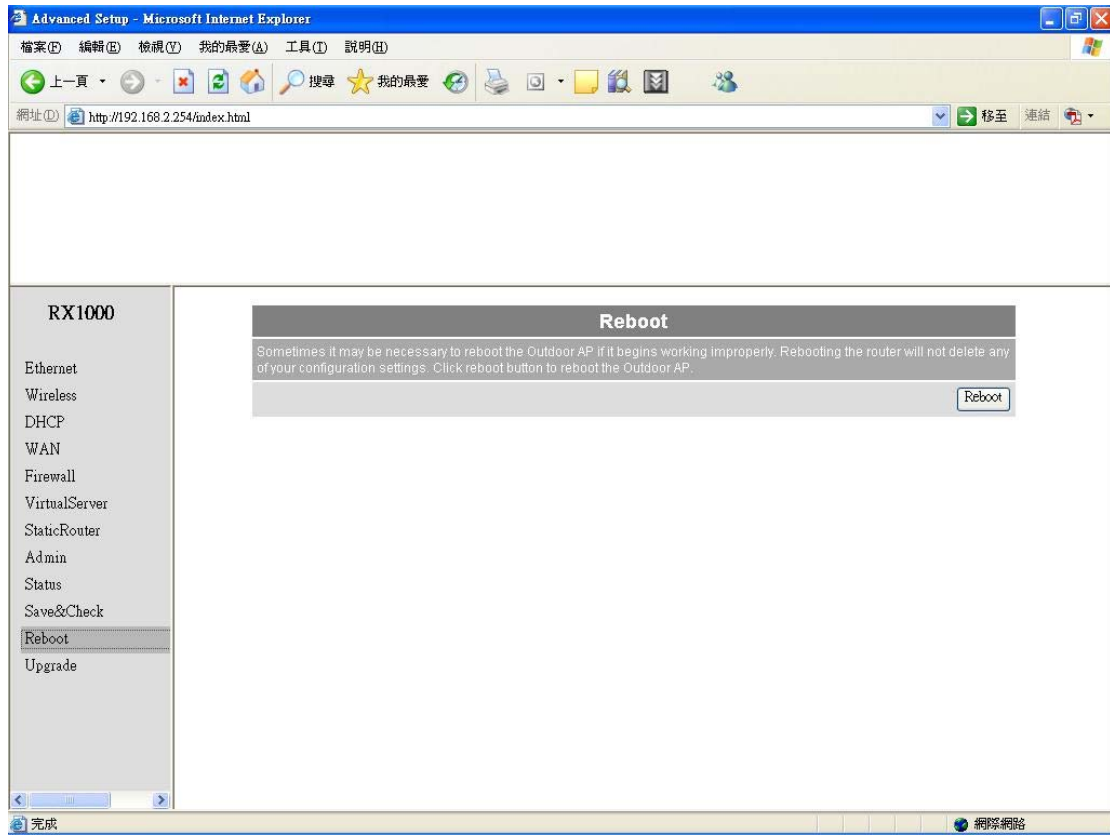 Advanced Setup - Microsoft Internet Explorer
檔案(F) 編輯(E) 檢視(V) 我的最愛(A) 工具(T) 說明(H)
上一頁 搜尋 我的最愛
網址(D) http://192.168.2.254/index.html 移至 連結
RX1000
Ethernet
Wireless
DHCP
WAN
Firewall
VirtualServer
StaticRouter
Admin
Status
Save&Check
Reboot
Upgrade
Reboot
Sometimes it may be necessary to reboot the Outdoor AP if it begins working improperly. Rebooting the router will not delete any
of your configuration settings. Click reboot button to reboot the Outdoor AP.
Reboot
完成 網際網路